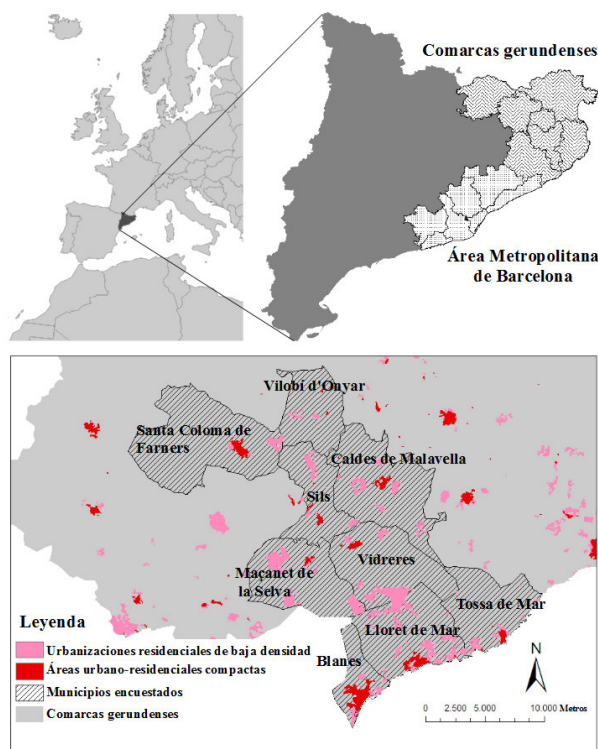 Comarcas gerundenses
Área Metropolitana
de Barcelona
Vilobí d'Onyar
Santa Coloma de
Farners
Caldes de Malavella
Sils
Vidreres
Maçanet de
la Selva
Tossa de Mar
Lloret de Mar
Blanes
Leyenda
Urbanizaciones residenciales de baja densidad
Áreas urbano-residenciales compactas
Municipios encuestados
Comarcas gerundenses
N
0 2.500 5.000 10.000 Metros